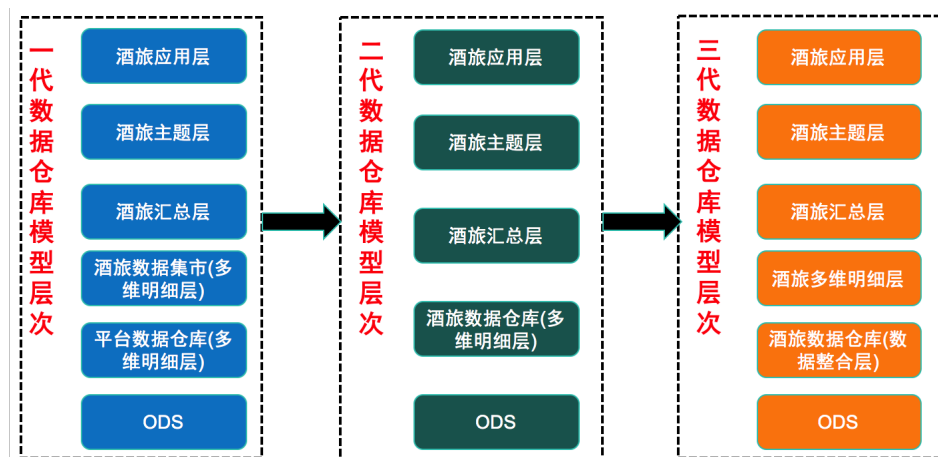 一代数据仓库模型层次
酒旅应用层
酒旅主题层
酒旅汇总层
酒旅数据集市(多
维明细层)
平台数据仓库(多
维明细层)
ODS
二代数据仓库模型层次
酒旅应用层
酒旅主题层
酒旅汇总层
酒旅数据仓库(多
维明细层)
ODS
三代数据仓库模型层次
酒旅应用层
酒旅主题层
酒旅汇总层
酒旅多维明细层
酒旅数据仓库(数
据整合层)
ODS